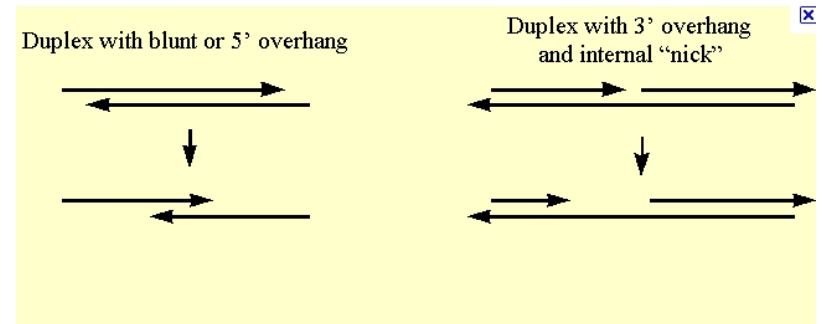 Duplex with blunt or 5’ overhang
Duplex with 3’ overhang
and internal “nick”